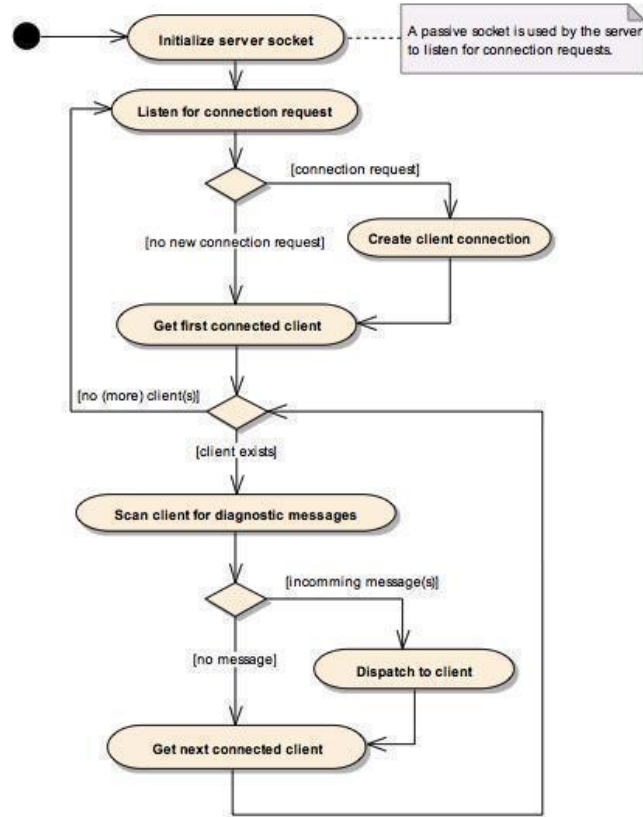 Initialize server socket
A passive socket is used by the server
to listen for connection requests.
Listen for connection request
[connection request]
Create client connection
[no new connection request]
Get first connected client
[no (more) client(s)]
[client exists]
Scan client for diagnostic messages
[incomming message(s)]
[no message]
Dispatch to client
Get next connected client